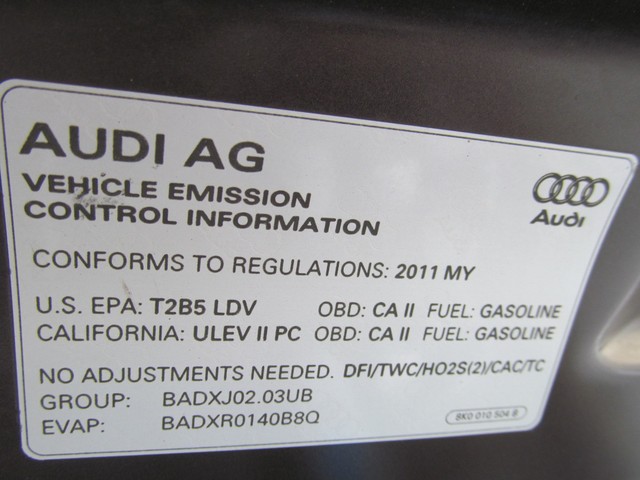 AUDI AG
VEHICLE EMISSION
CONTROL INFORMATION
Audi
CONFORMS TO REGULATIONS: 2011 MY
U.S. EPA: T2B5 LDV OBD: CA II FUEL: GASOLINE
CALIFORNIA: ULEV II PC OBD: CA II FUEL: GASOLINE
NO ADJUSTMENTS NEEDED. DFI/TWC/HO2S(2)/CAC/TC
GROUP: BADXJ02.03UB
EVAP: BADXR0140B8Q
8K0 010 504 B